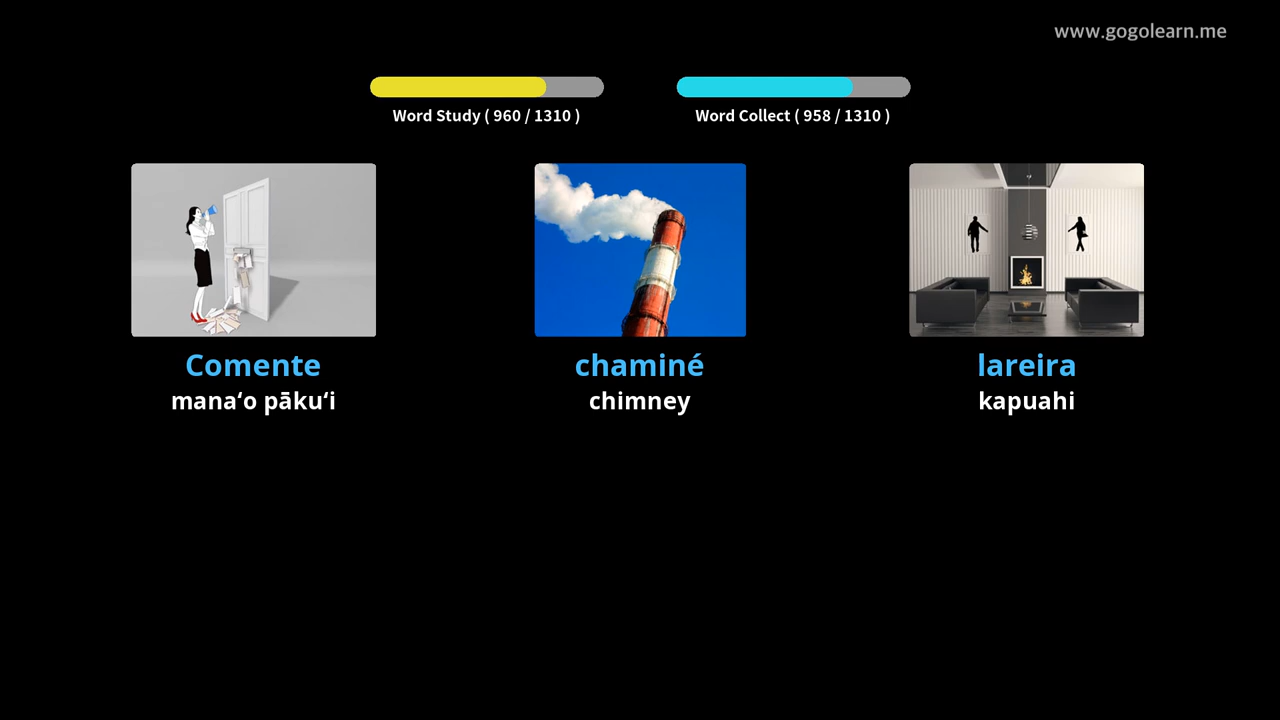 www.gogolearn.me
Word Study ( 960 / 1310 )
Word Collect ( 958 / 1310 )
Comente
manaʻo pākuʻi
chaminé
chimney
lareira
kapuahi